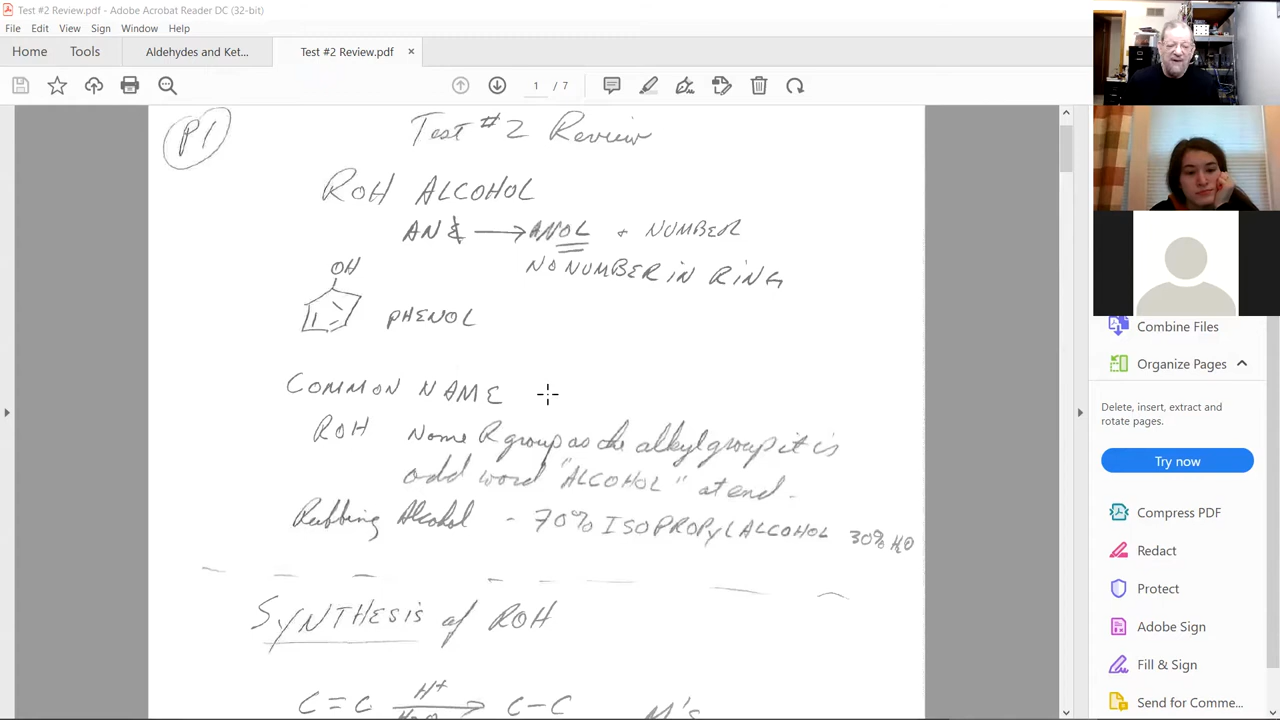 Test #2 Review.pdf - Adobe Acrobat Reader DC (32-bit)
File Edit View Sign Window Help
Home Tools Aldehydes and Ket... Test #2 Review.pdf
1 / 7
P1
Test #2 Review
ROH ALCOHOL
ANE → ANOL + NUMBER
NO NUMBER IN RING
OH
PHENOL
COMMON NAME
ROH Name R group as the alkyl group it is
add word "ALCOHOL" at end.
Rubbing Alcohol - 70% ISOPROPYL ALCOHOL 30% H2O
SYNTHESIS of ROH
C=C H+ C-C M's
Combine Files
Organize Pages
Delete, insert, extract and
rotate pages.
Try now
Compress PDF
Redact
Protect
Adobe Sign
Fill & Sign
Send for Comme...